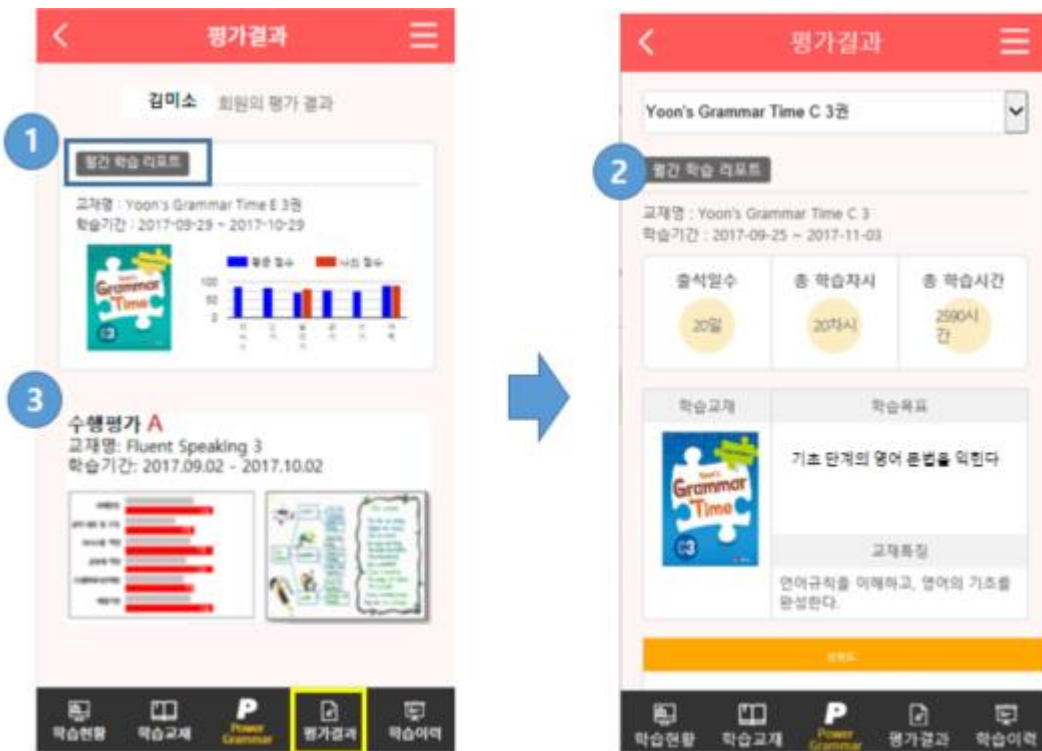 평가결과
김미소 회원의 평가 결과
1
월간 학습 리포트
교재명 : Yoon's Grammar Time E 3권
학습기간 : 2017-09-29 ~ 2017-10-29
Yoon's
Grammar
Time
C3
평균 점수 나의 점수
100
50
0
3
수행평가 A
교재명: Fluent Speaking 3
학습기간: 2017.09.02 - 2017.10.02
학습현황 학습교재 P Power Grammar 평가결과 학습이력
평가결과
Yoon's Grammar Time C 3권
2
월간 학습 리포트
교재명 : Yoon's Grammar Time C 3
학습기간 : 2017-09-25 ~ 2017-11-03
출석일수 총 학습차시 총 학습시간
20일 20차시 2590시
간
학습교재 학습목표
Yoon's
Grammar
Time
C3
기초 단계의 영어 문법을 익힌다
교재특징
언어규칙을 이해하고, 영어의 기초를
완성한다.
학습현황 학습교재 P Power Grammar 평가결과 학습이력